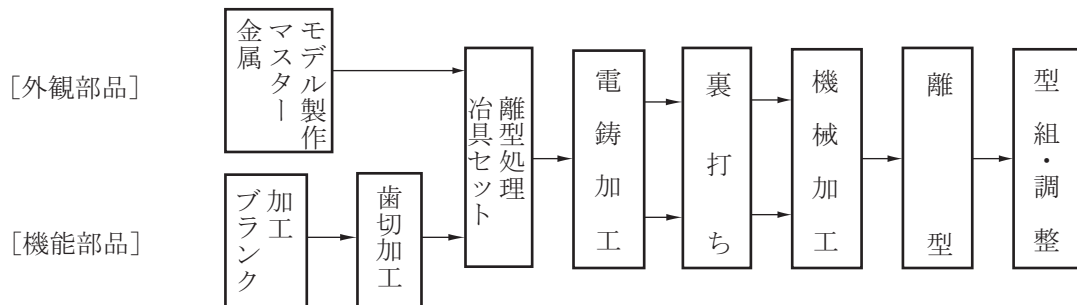 [外観部品]
金属
マスター
モデル製作
[機能部品]
ブランク
加工
歯切加工
治具セット
離型処理
電鋳加工
裏打ち
機械加工
離型
型組・調整